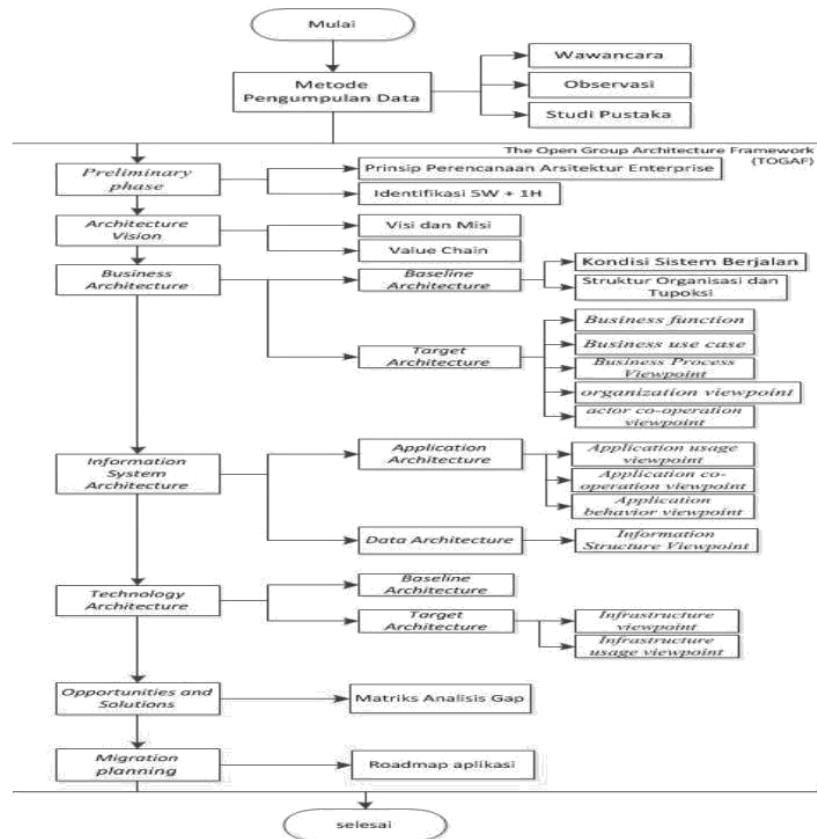 Mulai
Metode
Pengumpulan Data
Wawancara
Observasi
Studi Pustaka
The Open Group Architecture Framework
(TOGAF)
Preliminary
phase
Prinsip Perencanaan Arsitektur Enterprise
Identifikasi 5W + 1H
Architecture
Vision
Visi dan Misi
Value Chain
Business
Architecture
Baseline
Architecture
Kondisi Sistem Berjalan
Struktur Organisasi dan
Tupoksi
Target
Architecture
Business function
Business use case
Business Process
Viewpoint
organization viewpoint
actor co-operation
viewpoint
Information
System
Architecture
Application
Architecture
Application usage
viewpoint
Application co-
operation viewpoint
Application
behavior viewpoint
Data Architecture
Information
Structure Viewpoint
Technology
Architecture
Baseline
Architecture
Target
Architecture
Infrastructure
viewpoint
Infrastructure
usage viewpoint
Opportunities and
Solutions
Matriks Analisis Gap
Migration
planning
Roadmap aplikasi
selesai